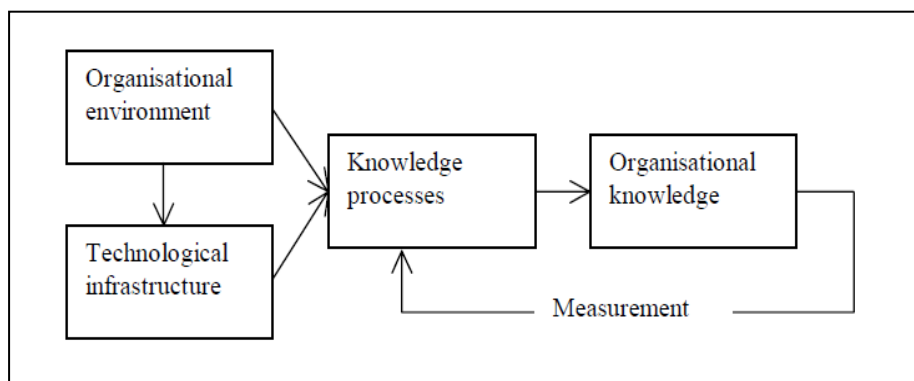 Organisational
environment
Knowledge
processes
Organisational
knowledge
Technological
infrastructure
Measurement